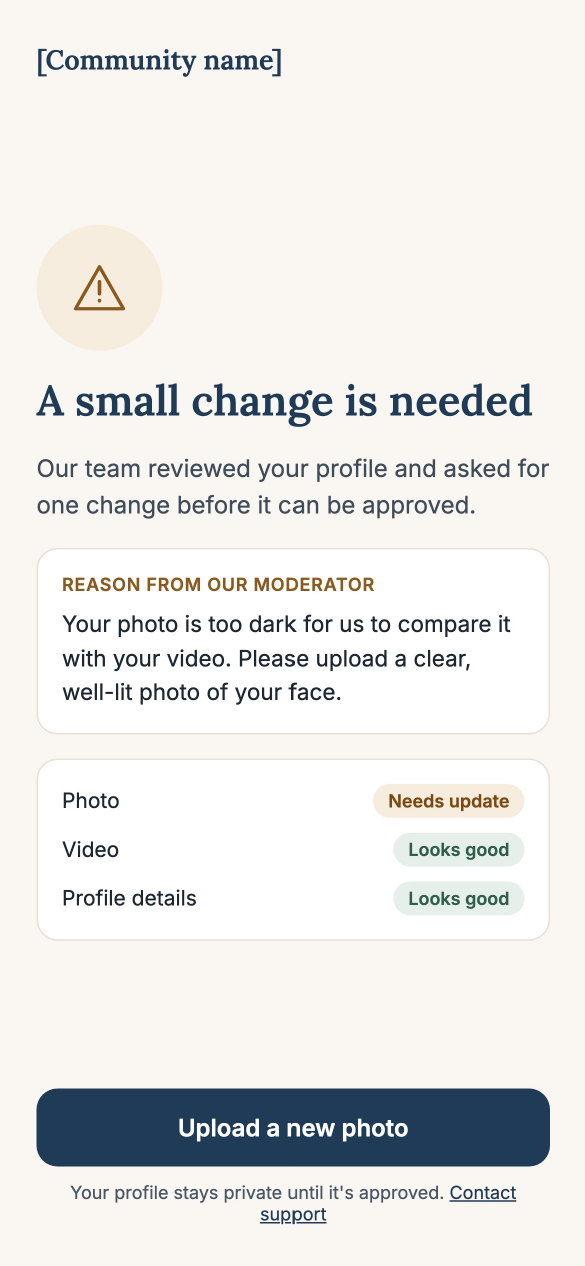 [Community name]
A small change is needed
Our team reviewed your profile and asked for
one change before it can be approved.
REASON FROM OUR MODERATOR
Your photo is too dark for us to compare it
with your video. Please upload a clear,
well-lit photo of your face.
Photo Needs update
Video Looks good
Profile details Looks good
Upload a new photo
Your profile stays private until it's approved. Contact
support